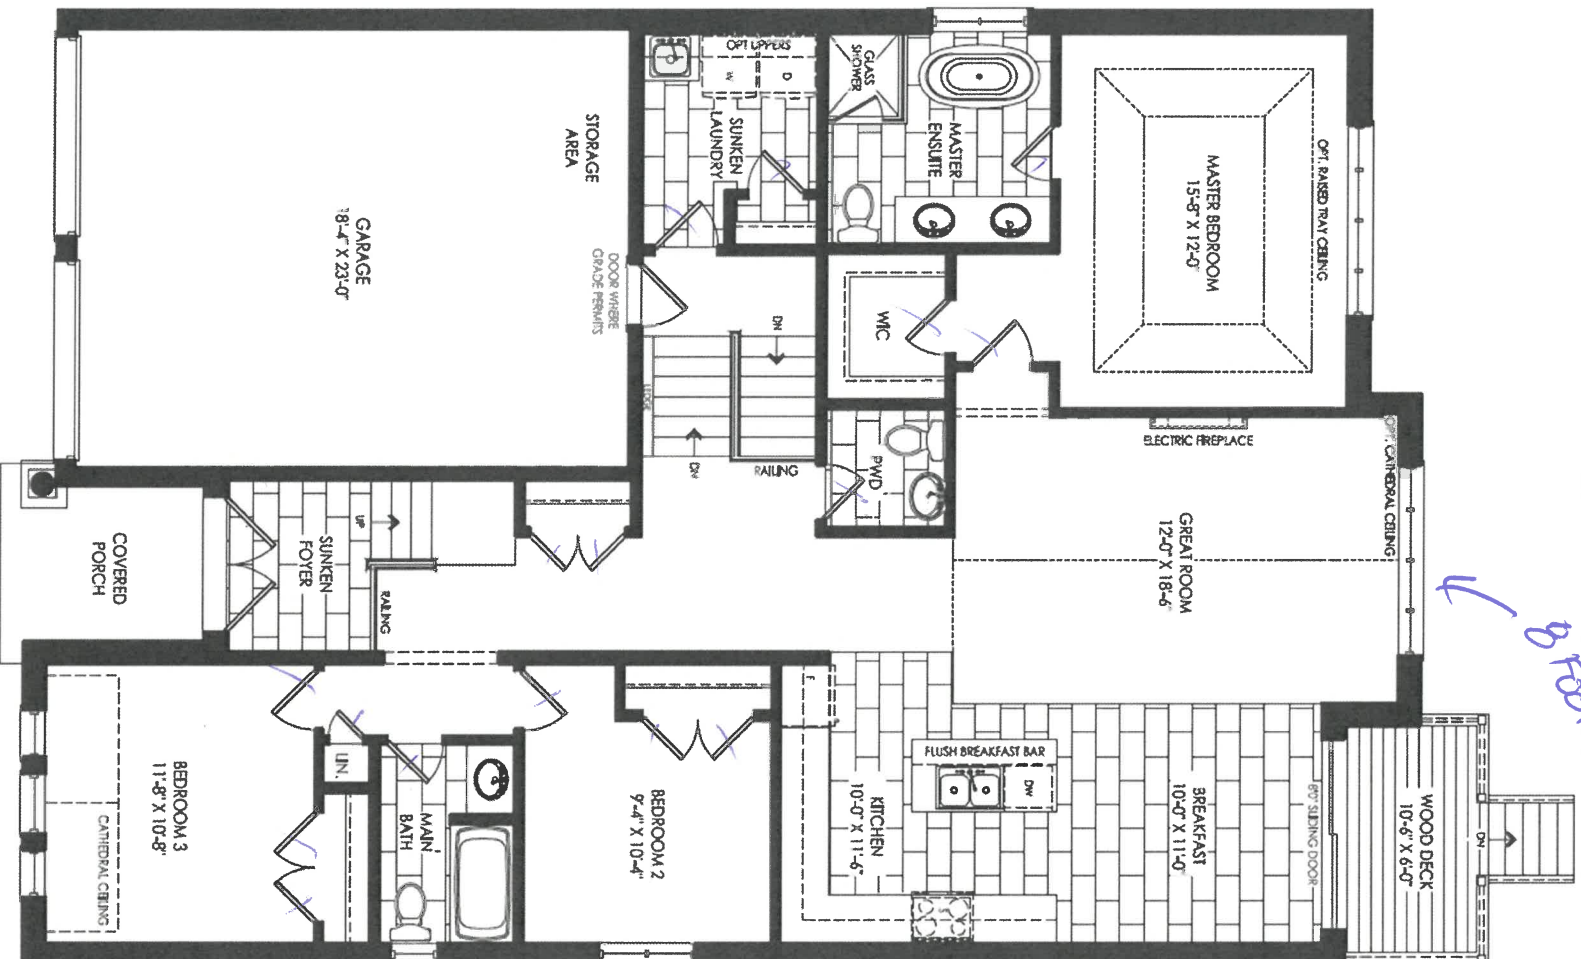 OPT UPPERS
W
D
SUNKEN
LAUNDRY
GLASS
SHOWER
MASTER
ENSUITE
OPT. RAISED TRAY CEILING
MASTER BEDROOM
15'-8" X 12'-0"
STORAGE
AREA
GARAGE
18'-4" X 23'-0"
DOOR WHERE
GRADE PERMITS
DN
WIC
LEDGE
DN
RAILING
PWD
ELECTRIC FIREPLACE
OPT. CATHEDRAL CEILING
GREAT ROOM
12'-0" X 18'-6"
COVERED
PORCH
SUNKEN
FOYER
UP
RAILING
8 FOOT
F
FLUSH BREAKFAST BAR
DW
KITCHEN
10'-0" X 11'-6"
BREAKFAST
10'-0" X 11'-0"
6'0" SLIDING DOOR
WOOD DECK
10'-6" X 6'-0"
DN
BEDROOM 3
11'-8" X 10'-8"
CATHEDRAL CEILING
LIN.
MAIN
BATH
BEDROOM 2
9'-4" X 10'-4"